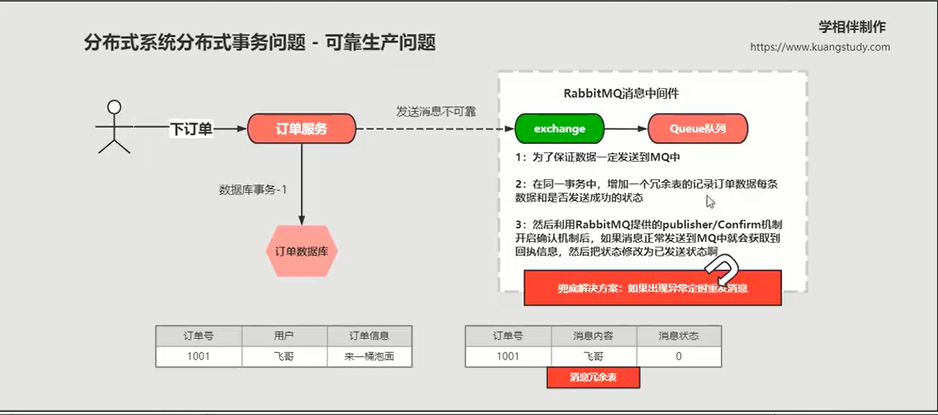 分布式系统分布式事务问题 - 可靠生产问题
学相伴制作
https://www.kuangstudy.com
下订单
订单服务
发送消息不可靠
RabbitMQ消息中间件
exchange
Queue队列
1：为了保证数据一定发送到MQ中
2：在同一事务中，增加一个冗余表的记录订单数据每条
数据和是否发送成功的状态
3：然后利用RabbitMQ提供的publisher/Confirm机制
开启确认机制后，如果消息正常发送到MQ中就会获取到
回执信息，然后把状态修改为已发送状态啊
数据库事务-1
订单数据库
兜底解决方案：如果出现异常定时重发消息
订单号 用户 订单信息
1001 飞哥 来一桶泡面
订单号 消息内容 消息状态
1001 飞哥 0
消息冗余表